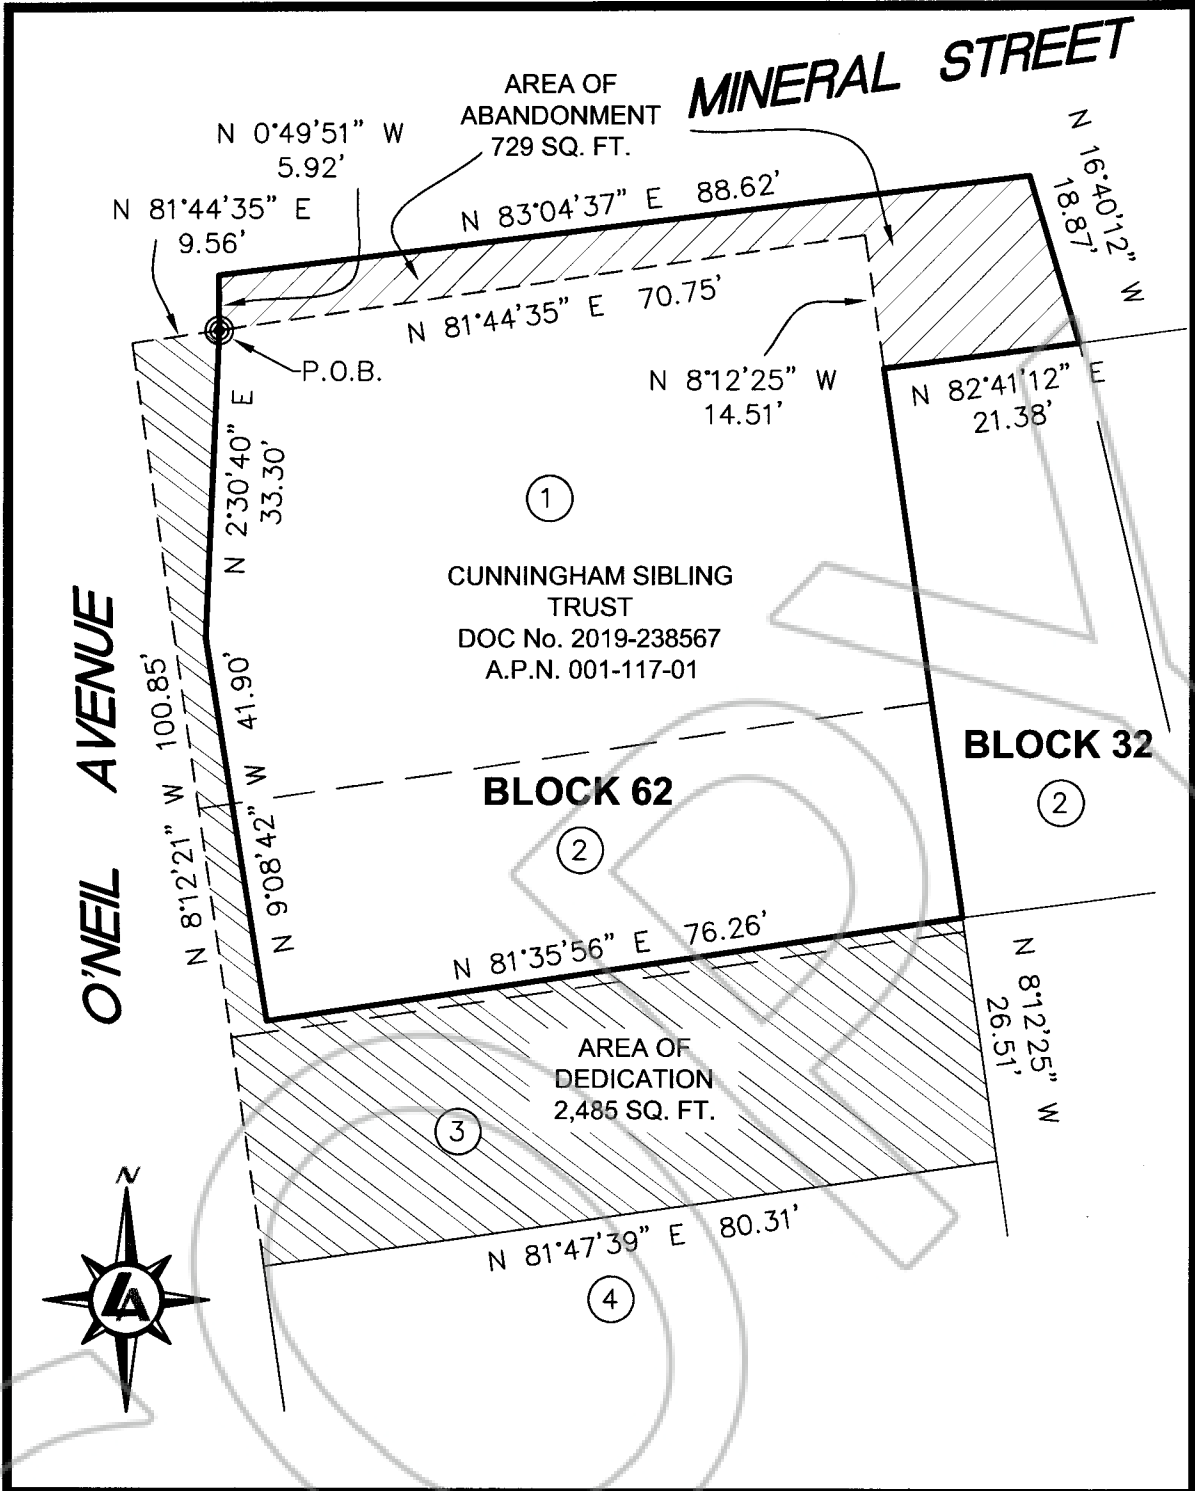 MINERAL STREET
AREA OF
ABANDONMENT
729 SQ. FT.
N 0°49'51" W
5.92'
N 81°44'35" E
9.56'
N 83°04'37" E 88.62'
N 16°40'12" W
18.87'
N 81°44'35" E 70.75'
P.O.B.
N 8°12'25" W
14.51'
N 82°41'12" E
21.38'
N 2°30'40" E
33.30'
1
CUNNINGHAM SIBLING
TRUST
DOC No. 2019-238567
A.P.N. 001-117-01
O'NEIL AVENUE
N 8°12'21" W 100.85'
N 9°08'42" W 41.90'
BLOCK 62
2
BLOCK 32
2
N 81°35'56" E 76.26'
N 8°12'25" W
26.51'
AREA OF
DEDICATION
2,485 SQ. FT.
3
N 81°47'39" E 80.31'
4
N
LA
COPY